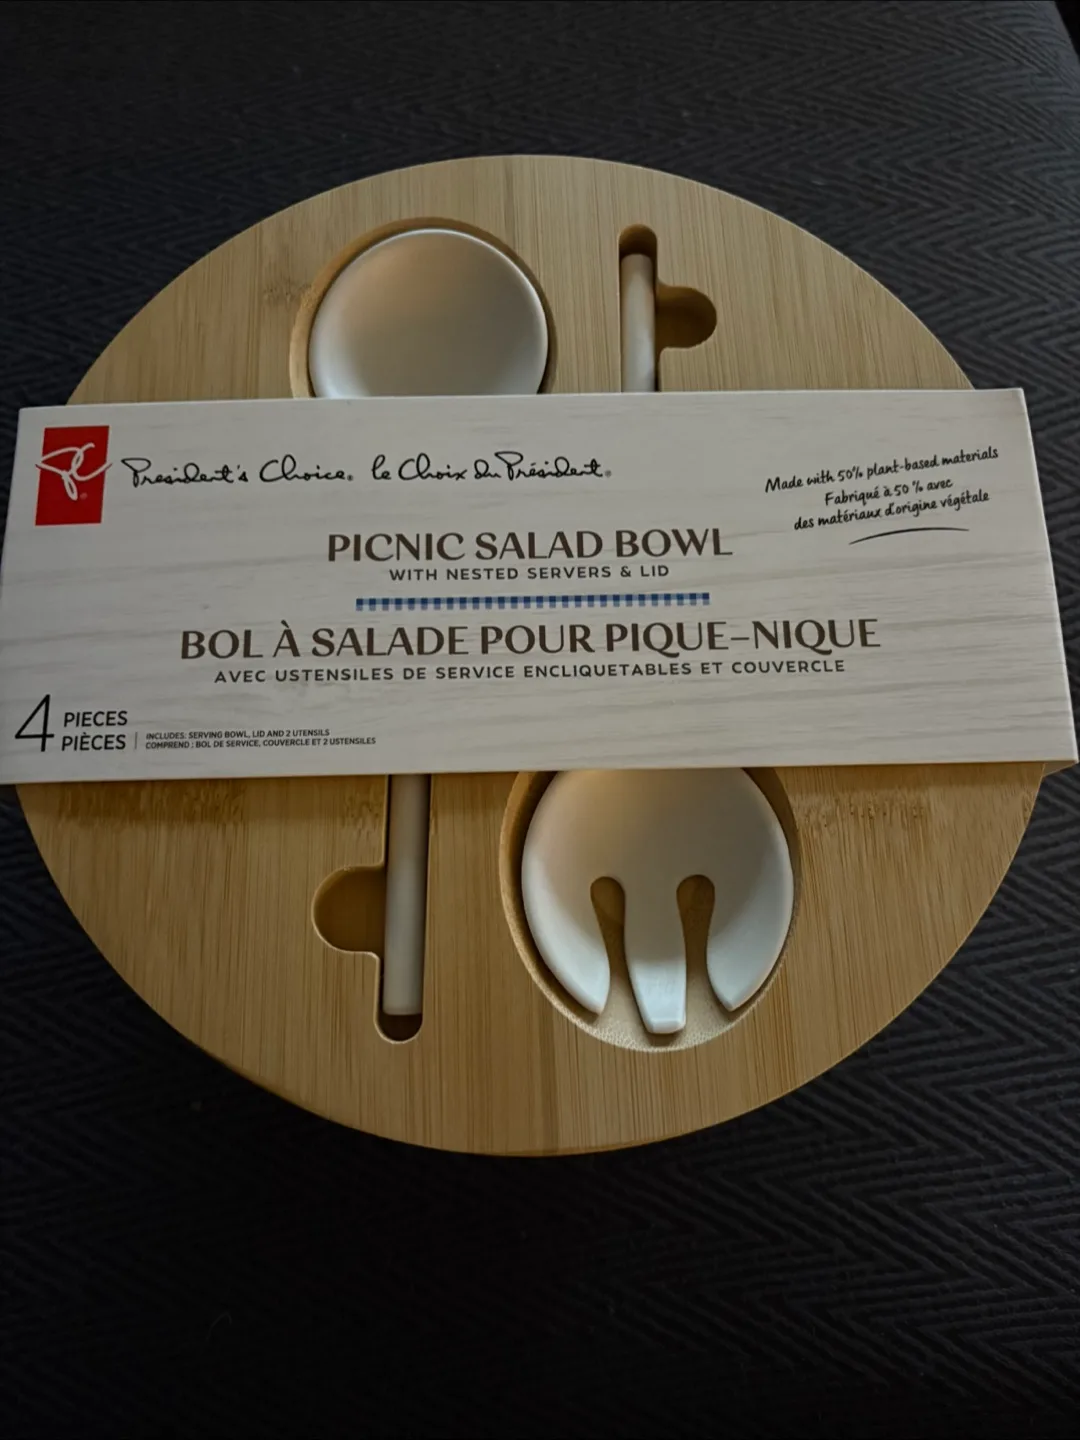 PC
President's Choice® le Choix du Président®
Made with 50% plant-based materials
Fabriqué à 50 % avec
des matériaux d'origine végétale
PICNIC SALAD BOWL
WITH NESTED SERVERS & LID
BOL À SALADE POUR PIQUE-NIQUE
AVEC USTENSILES DE SERVICE ENCLIQUETABLES ET COUVERCLE
4 PIECES
PIÈCES
INCLUDES: SERVING BOWL, LID AND 2 UTENSILS
COMPREND : BOL DE SERVICE, COUVERCLE ET 2 USTENSILES